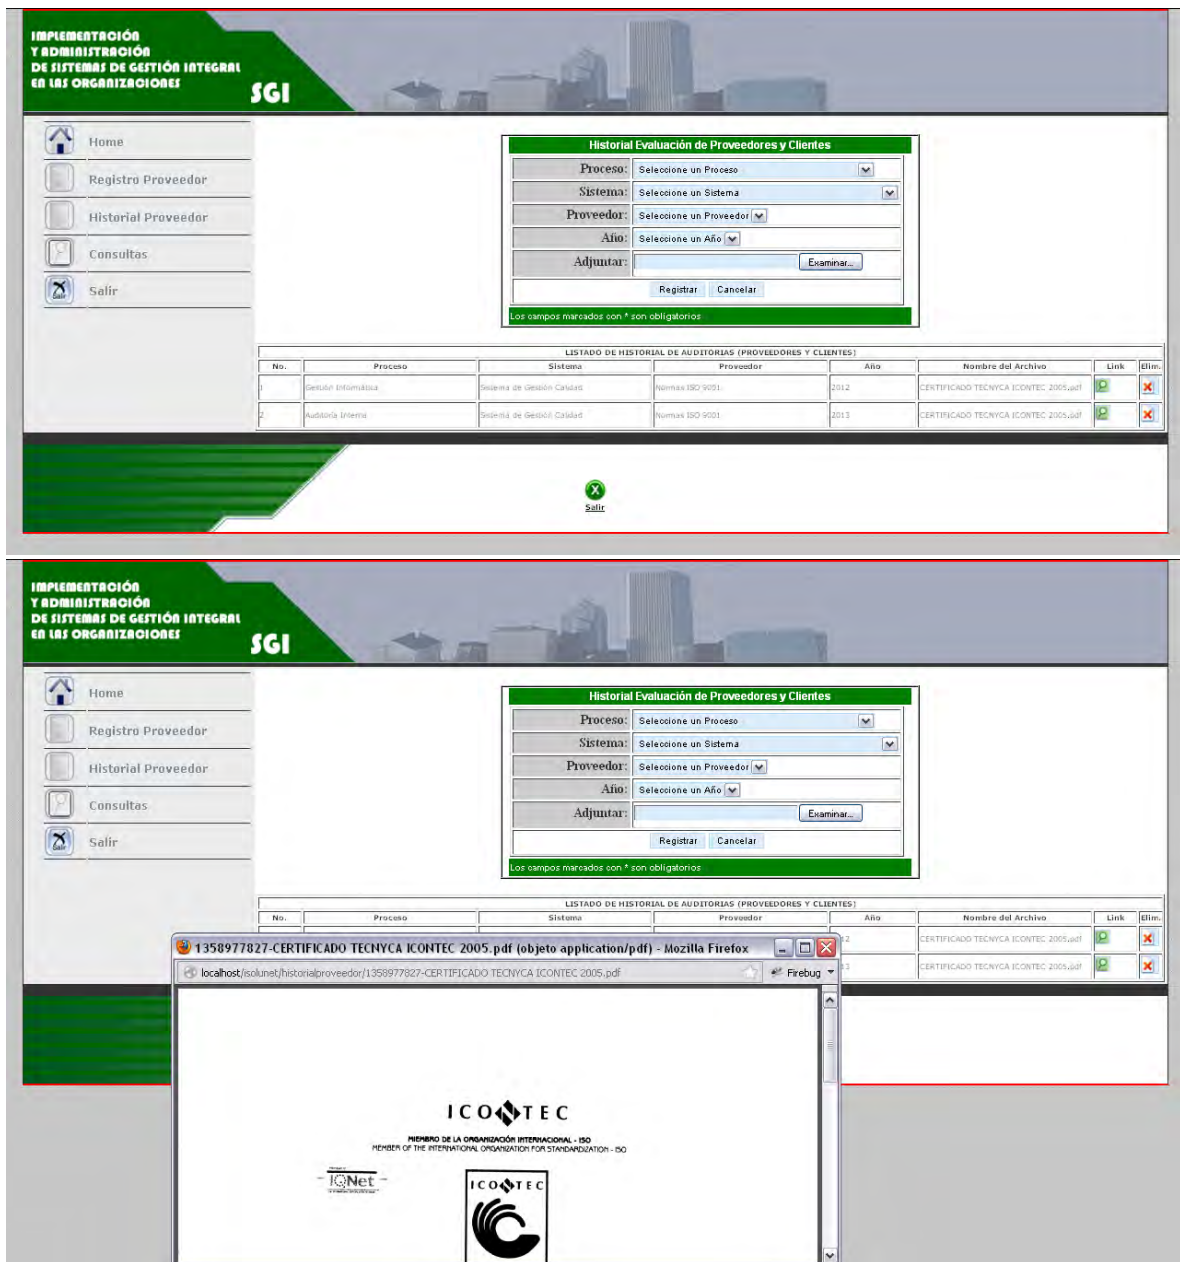 IMPLEMENTACIÓN
Y ADMINISTRACIÓN
DE SISTEMAS DE GESTIÓN INTEGRAL
EN LAS ORGANIZACIONES
SGI
Home
Registro Proveedor
Historial Proveedor
Consultas
Salir
Historial Evaluación de Proveedores y Clientes
Proceso: Seleccione un Proceso
Sistema: Seleccione un Sistema
Proveedor: Seleccione un Proveedor
Año: Seleccione un Año
Adjuntar: Examinar...
Registrar Cancelar
Los campos marcados con * son obligatorios
LISTADO DE HISTORIAL DE AUDITORIAS (PROVEEDORES Y CLIENTES)
No. Proceso Sistema Proveedor Año Nombre del Archivo Link Elim.
1 Gestión Informática Sistema de Gestión Calidad Normas ISO 9001 2012 CERTIFICADO TECNYCA ICONTEC 2005.pdf
2 Auditoría Interna Sistema de Gestión Calidad Normas ISO 9001 2013 CERTIFICADO TECNYCA ICONTEC 2005.pdf
Salir
IMPLEMENTACIÓN
Y ADMINISTRACIÓN
DE SISTEMAS DE GESTIÓN INTEGRAL
EN LAS ORGANIZACIONES
SGI
Home
Registro Proveedor
Historial Proveedor
Consultas
Salir
Historial Evaluación de Proveedores y Clientes
Proceso: Seleccione un Proceso
Sistema: Seleccione un Sistema
Proveedor: Seleccione un Proveedor
Año: Seleccione un Año
Adjuntar: Examinar...
Registrar Cancelar
Los campos marcados con * son obligatorios
LISTADO DE HISTORIAL DE AUDITORIAS (PROVEEDORES Y CLIENTES)
No. Proceso Sistema Proveedor Año Nombre del Archivo Link Elim.
12 CERTIFICADO TECNYCA ICONTEC 2005.pdf
13 CERTIFICADO TECNYCA ICONTEC 2005.pdf
1358977827-CERTIFICADO TECNYCA ICONTEC 2005.pdf (objeto application/pdf) - Mozilla Firefox
localhost/isolunet/historialproveedor/1358977827-CERTIFICADO TECNYCA ICONTEC 2005.pdf Firebug
ICONTEC
MIEMBRO DE LA ORGANIZACIÓN INTERNACIONAL - ISO
MEMBER OF THE INTERNATIONAL ORGANIZATION FOR STANDARDIZATION - ISO
IQNet
ICONTEC